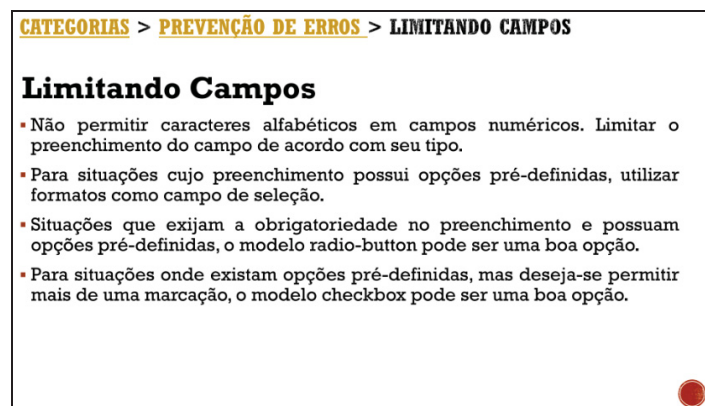 CATEGORIAS > PREVENÇÃO DE ERROS > LIMITANDO CAMPOS
Limitando Campos
▪ Não permitir caracteres alfabéticos em campos numéricos. Limitar o
preenchimento do campo de acordo com seu tipo.
▪ Para situações cujo preenchimento possui opções pré-definidas, utilizar
formatos como campo de seleção.
▪ Situações que exijam a obrigatoriedade no preenchimento e possuam
opções pré-definidas, o modelo radio-button pode ser uma boa opção.
▪ Para situações onde existam opções pré-definidas, mas deseja-se permitir
mais de uma marcação, o modelo checkbox pode ser uma boa opção.